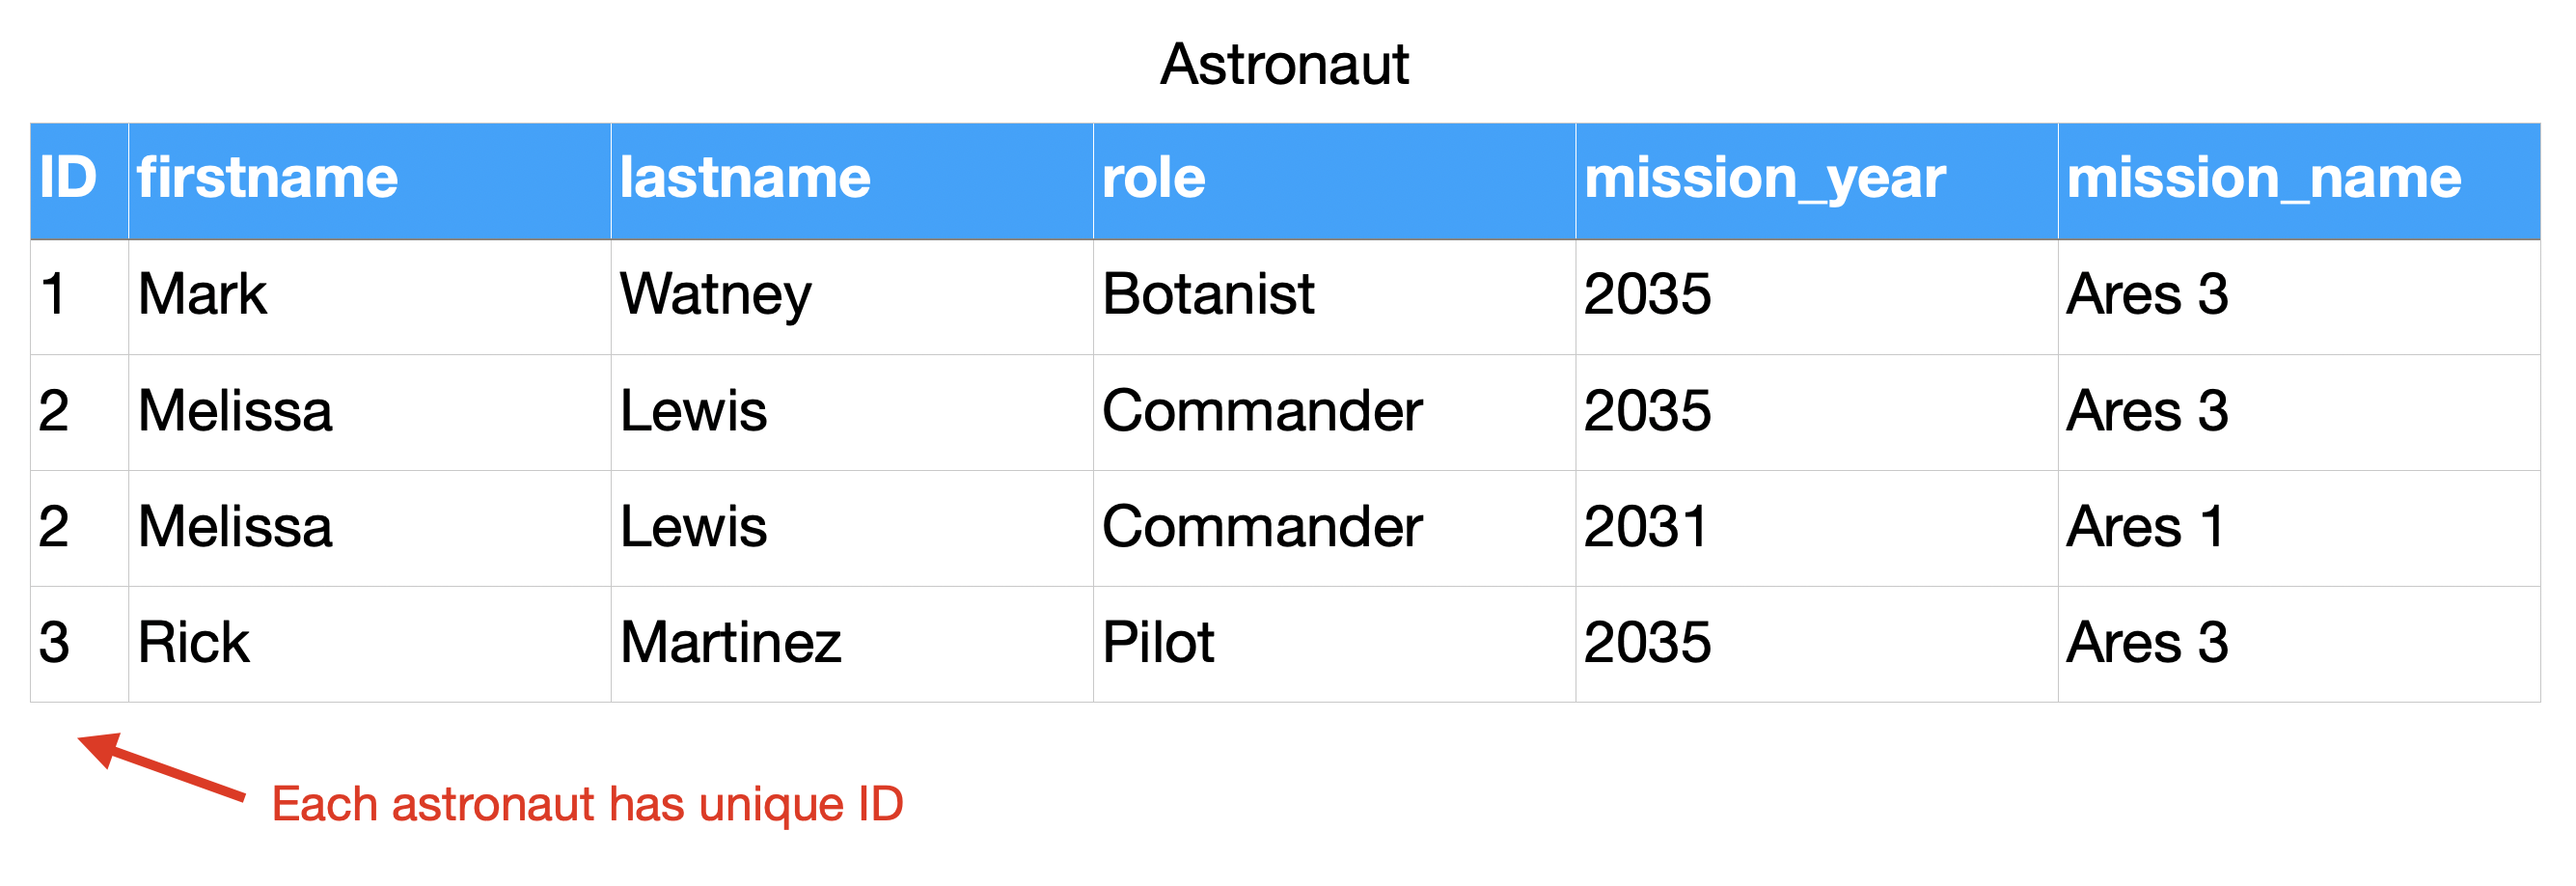 Astronaut
ID firstname lastname role mission_year mission_name
1 Mark Watney Botanist 2035 Ares 3
2 Melissa Lewis Commander 2035 Ares 3
2 Melissa Lewis Commander 2031 Ares 1
3 Rick Martinez Pilot 2035 Ares 3
Each astronaut has unique ID